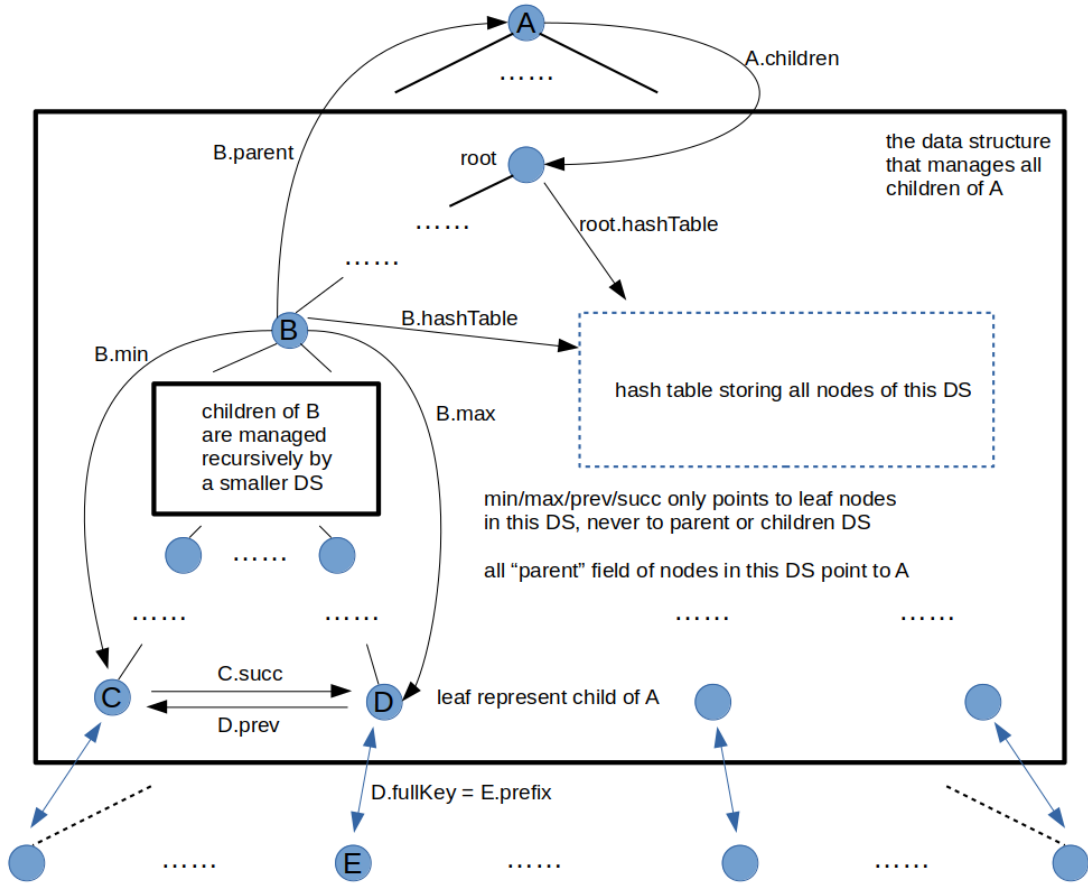 A
……
A.children
B.parent
the data structure
that manages all
children of A
root
root.hashTable
……
……
B
B.hashTable
B.min
B.max
hash table storing all nodes of this DS
children of B
are managed
recursively by
a smaller DS
min/max/prev/succ only points to leaf nodes
in this DS, never to parent or children DS
……
all “parent” field of nodes in this DS point to A
……
……
……
……
C.succ
C
D
leaf represent child of A
D.prev
D.fullKey = E.prefix
……
E
……
……